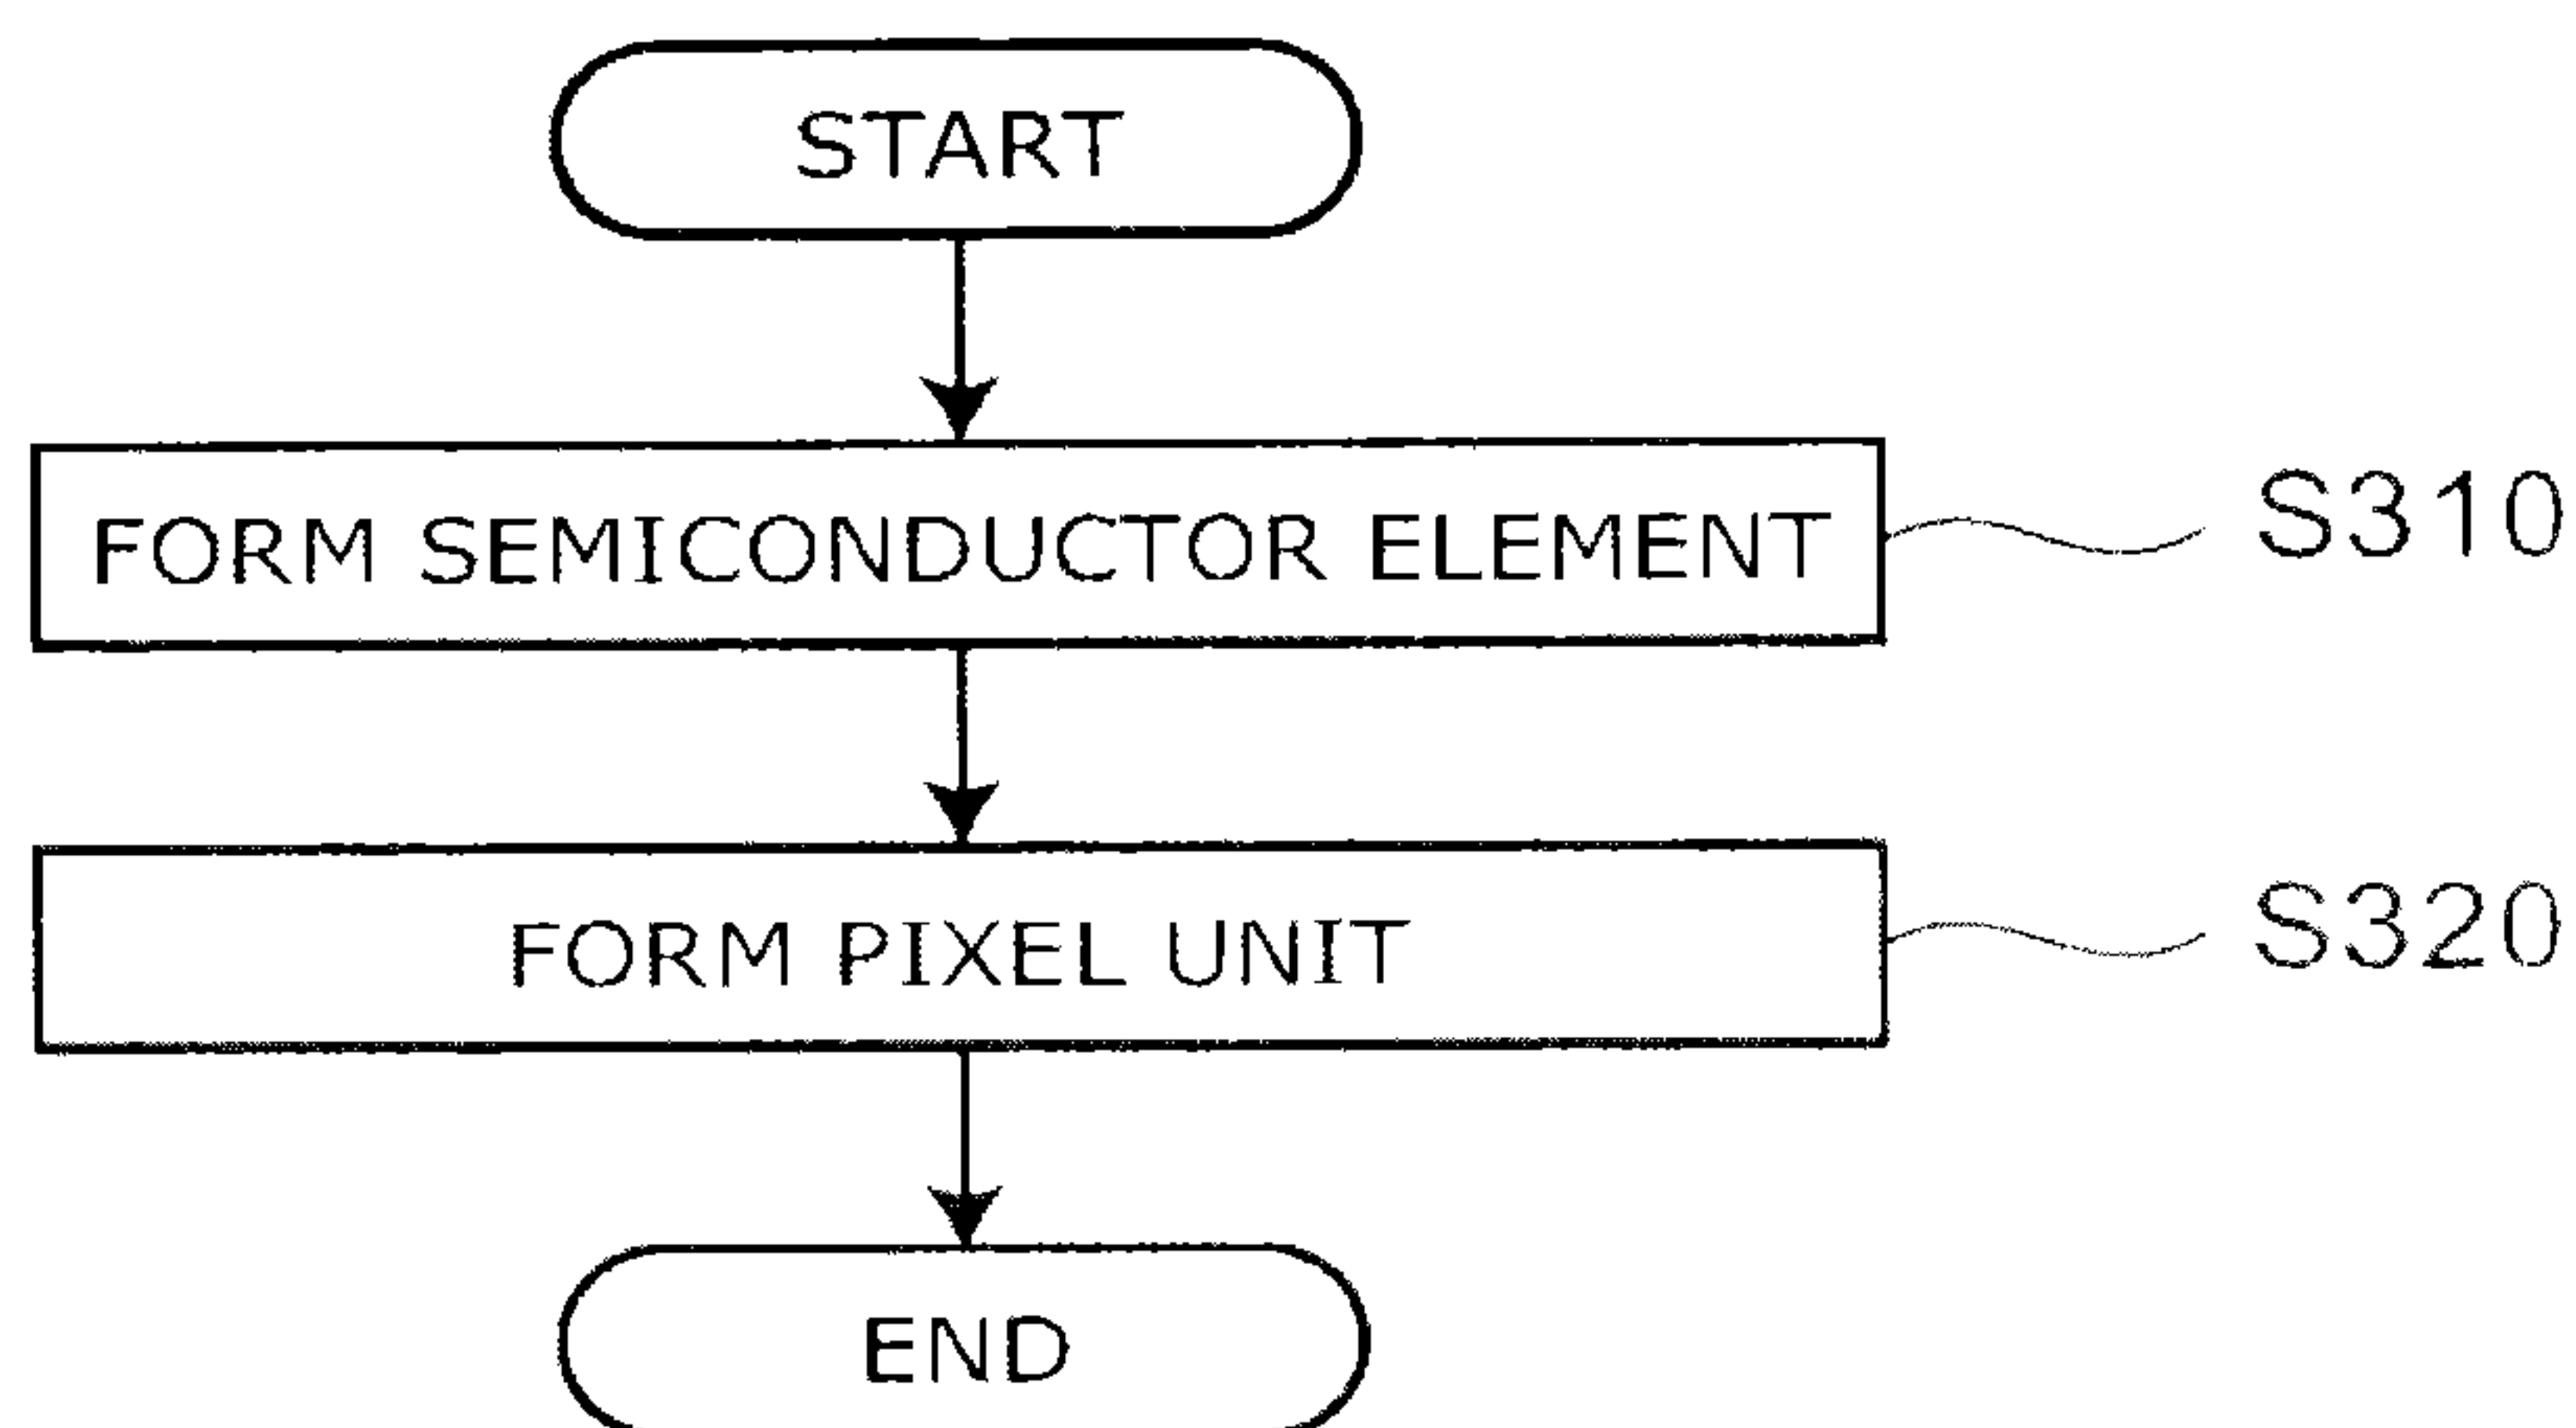 START
FORM SEMICONDUCTOR ELEMENT
S310
FORM PIXEL UNIT
S320
END